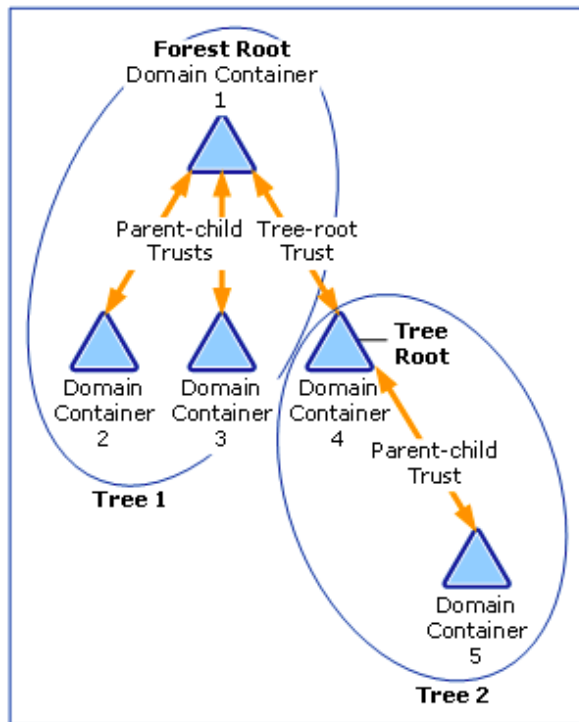 Forest Root
Domain Container
1
Parent-child
Trusts
Tree-root
Trust
Tree
Root
Domain
Container
2
Domain
Container
3
Domain
Container
4
Tree 1
Parent-child
Trust
Domain
Container
5
Tree 2